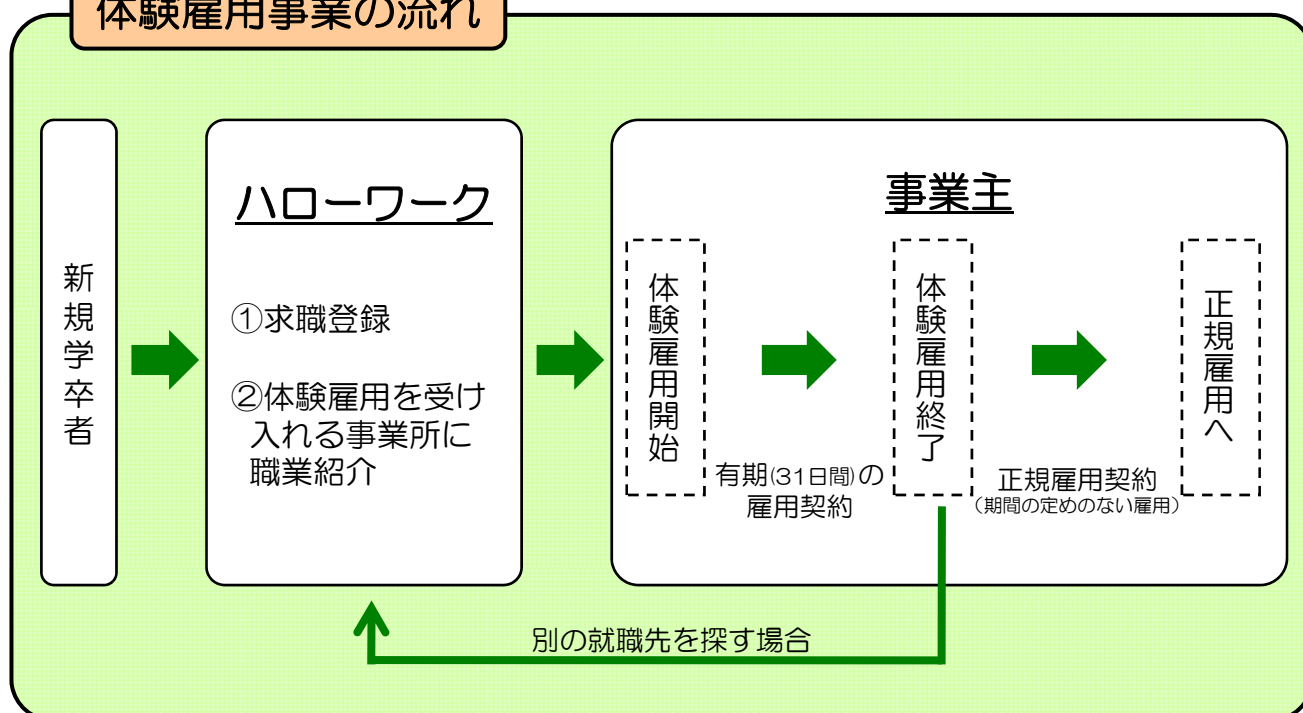 体験雇用事業の流れ
新規学卒者
ハローワーク
①求職登録
②体験雇用を受け
入れる事業所に
職業紹介
事業主
体験雇用開始
有期(31日間)の
雇用契約
体験雇用終了
正規雇用契約
(期間の定めのない雇用)
正規雇用へ
別の就職先を探す場合